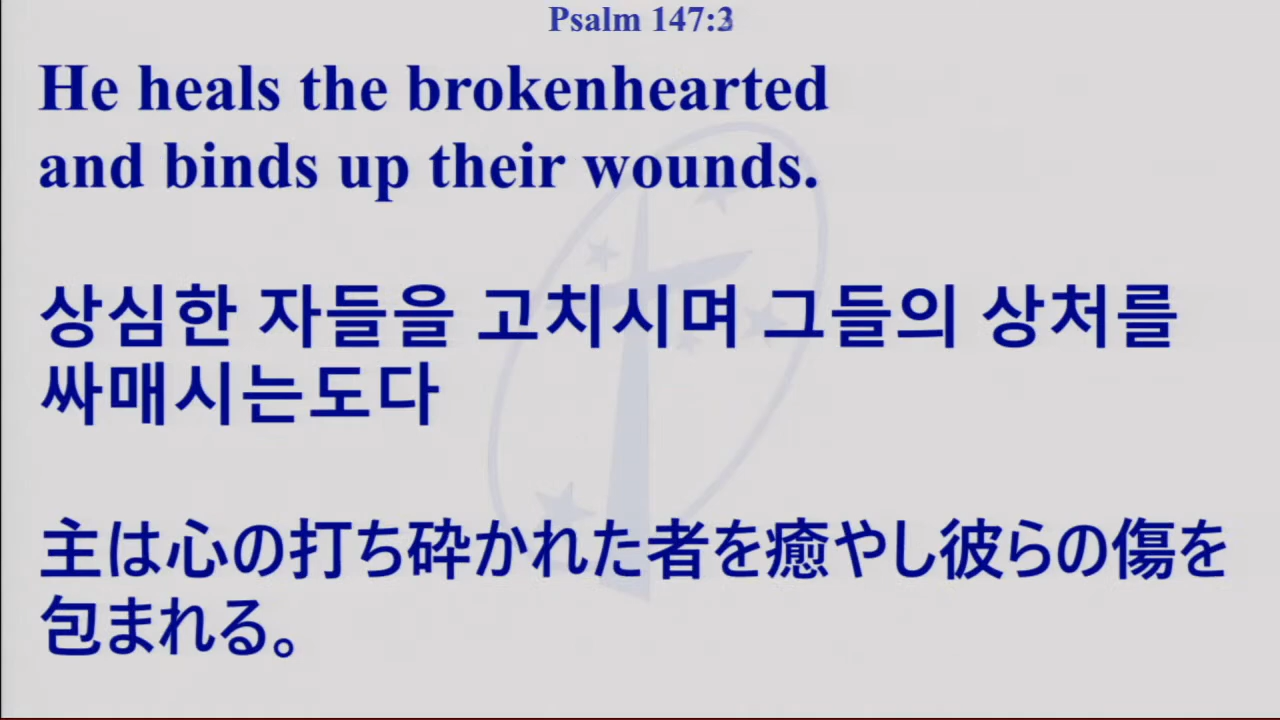 Psalm 147:3
He heals the brokenhearted
and binds up their wounds.
상심한 자들을 고치시며 그들의 상처를
싸매시는도다
主は心の打ち砕かれた者を癒やし彼らの傷を
包まれる。